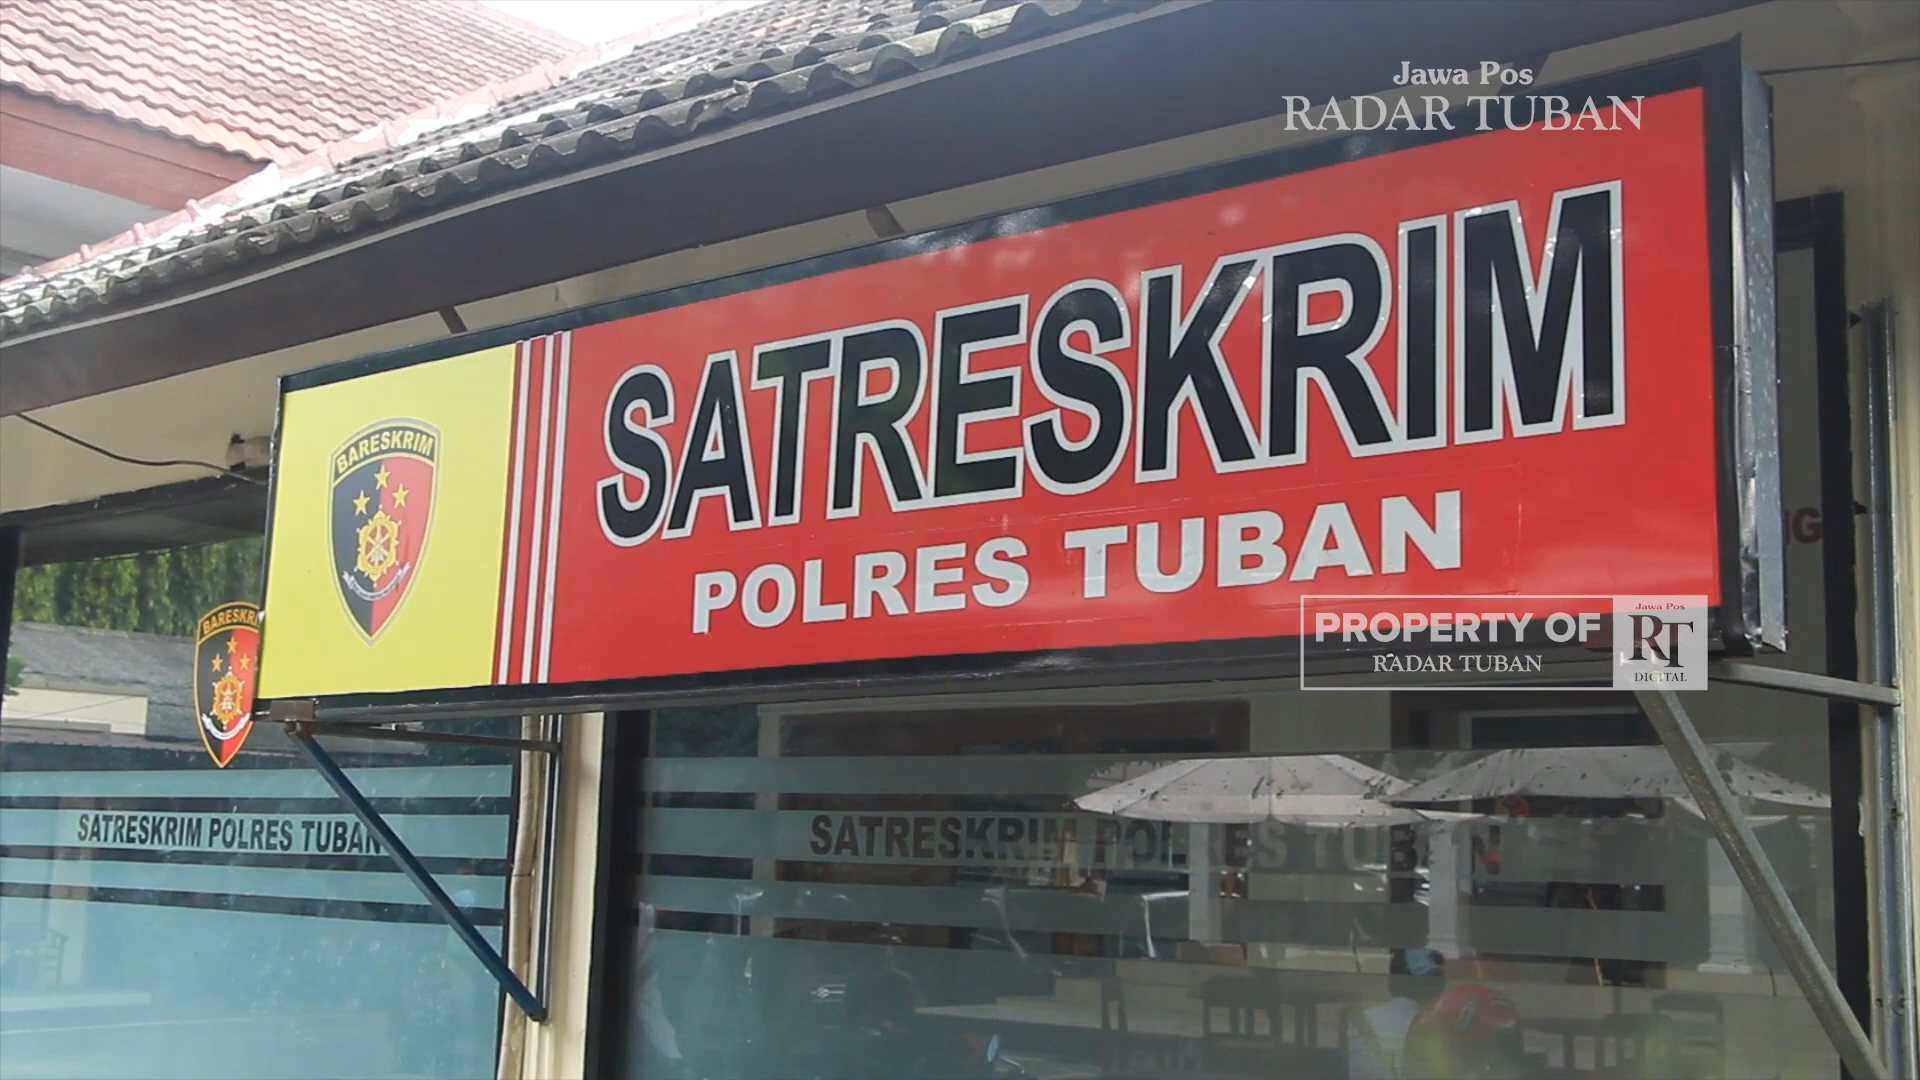 Jawa Pos
RADAR TUBAN
BARESKRIM
SATRESKRIM
POLRES TUBAN
PROPERTY OF
RADAR TUBAN
Jawa Pos
RT
DIGITAL
BARESKRI
SATRESKRIM POLRES TUBAN
SATRESKRIM POLRES TUBAN